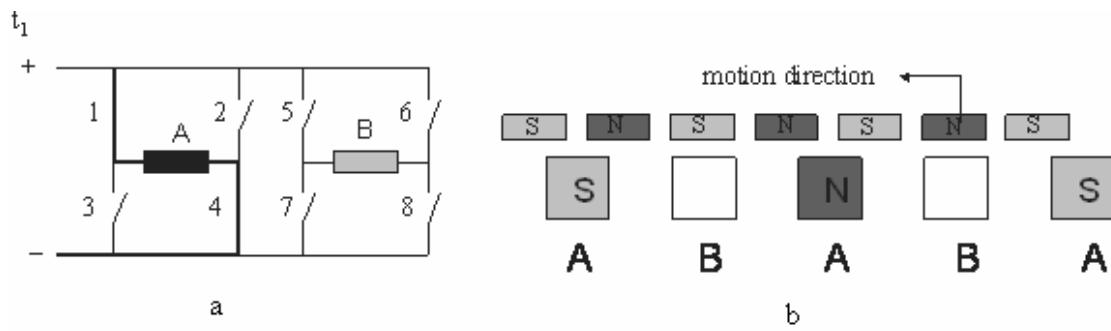 t1
+
1 2 5 6
A B
3 4 7 8
–
a
motion direction
S N S N S N S
S N S
A B A B A
b